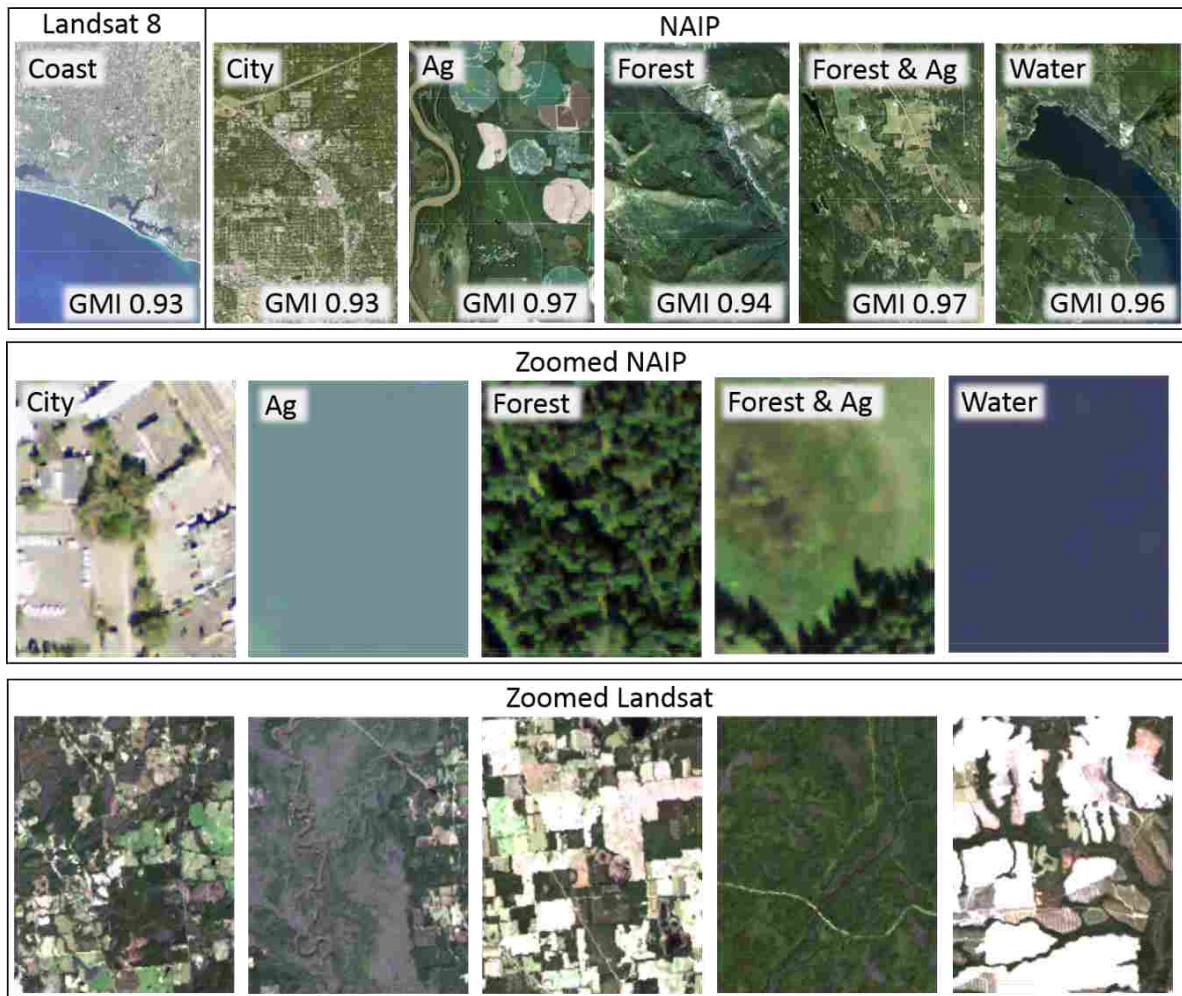 Landsat 8
NAIP
Coast
City
Ag
Forest
Forest & Ag
Water
GMI 0.93
GMI 0.93
GMI 0.97
GMI 0.94
GMI 0.97
GMI 0.96
Zoomed NAIP
City
Ag
Forest
Forest & Ag
Water
Zoomed Landsat